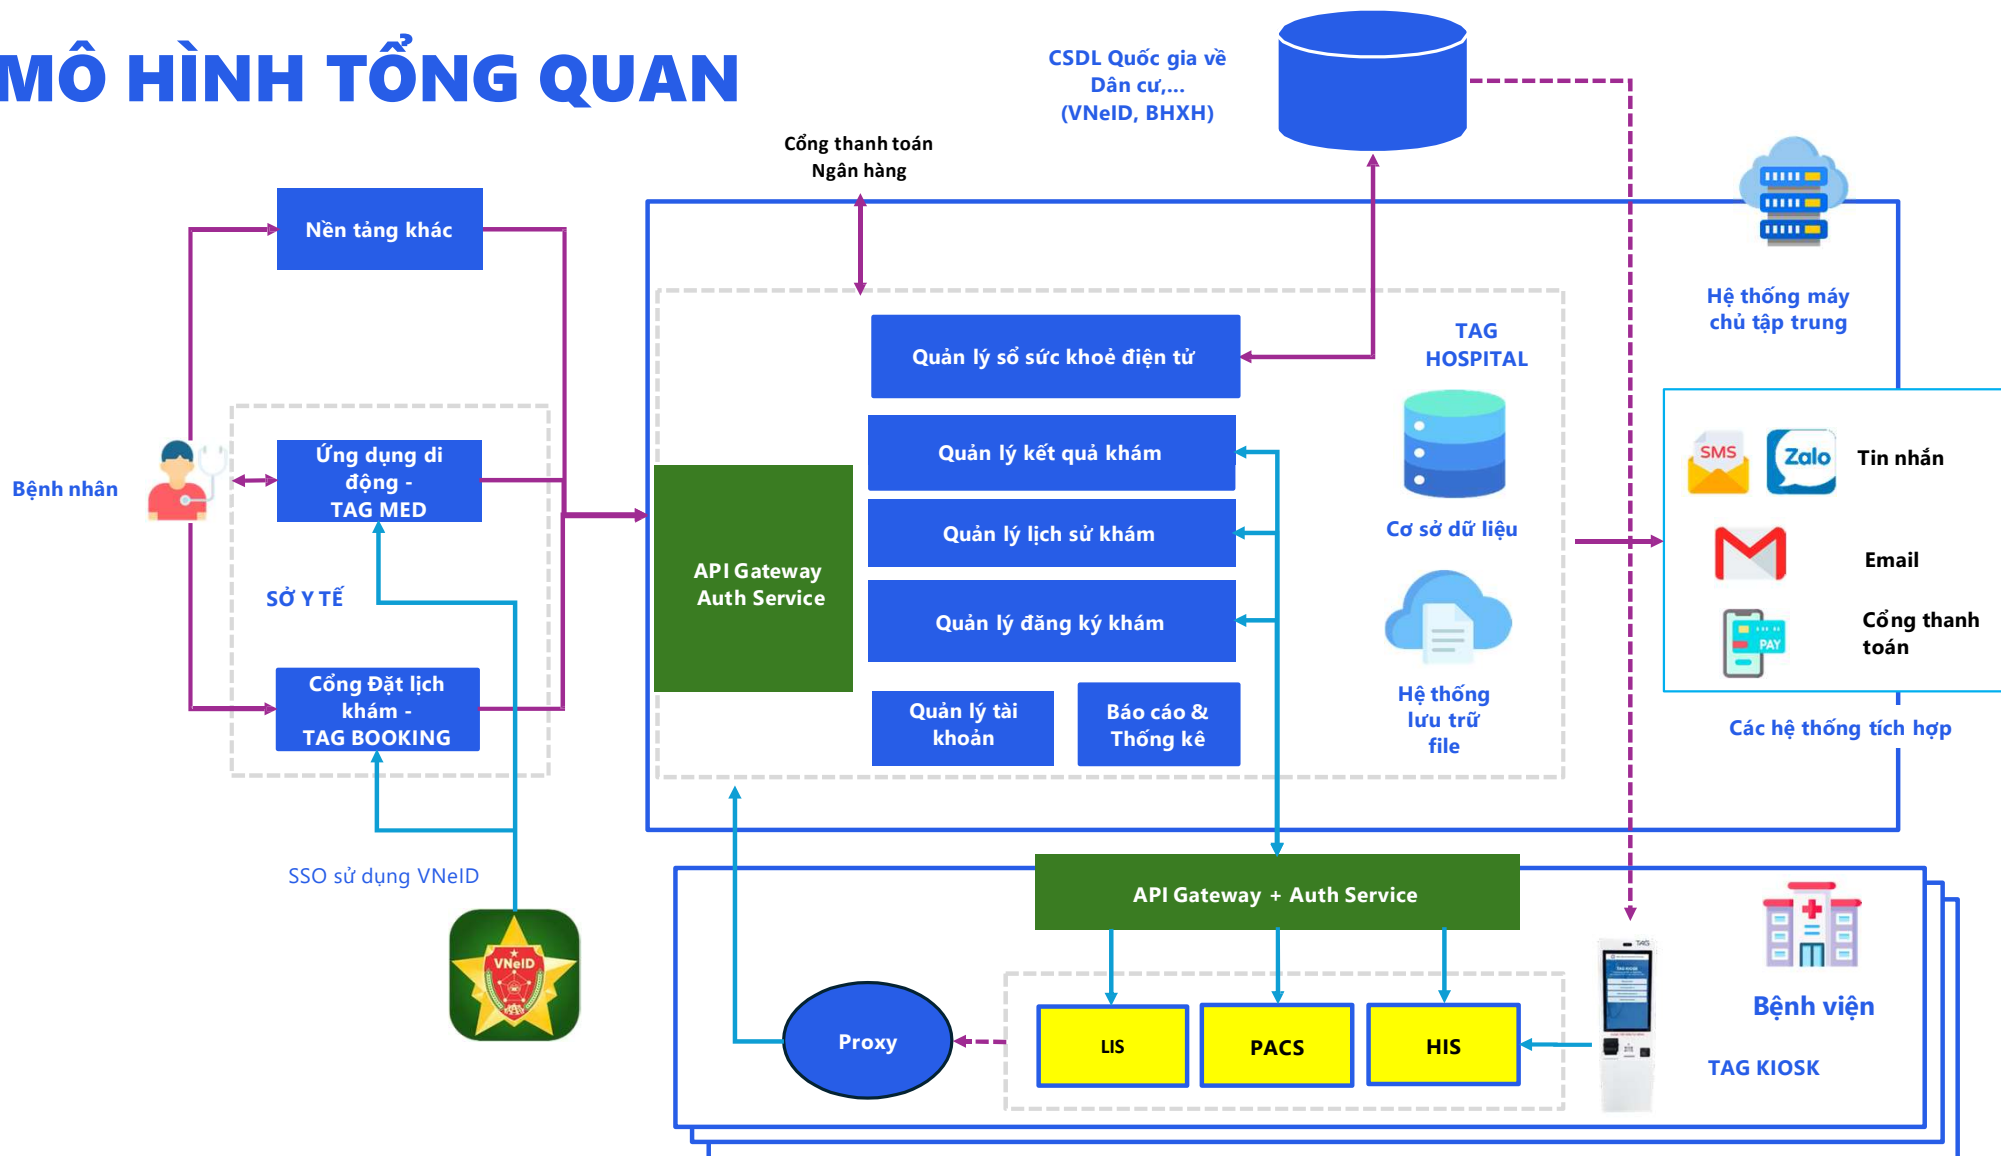 MÔ HÌNH TỔNG QUAN
CSDL Quốc gia về
Dân cư,...
(VNeID, BHXH)
Cổng thanh toán
Ngân hàng
Nền tảng khác
Hệ thống máy
chủ tập trung
TAG
HOSPITAL
Quản lý sổ sức khoẻ điện tử
Bệnh nhân
Ứng dụng di
động -
TAG MED
Quản lý kết quả khám
SMS
Zalo
Tin nhắn
Quản lý lịch sử khám
Cơ sở dữ liệu
API Gateway
Auth Service
Email
SỞ Y TẾ
Quản lý đăng ký khám
PAY
Cổng thanh
toán
Cổng Đặt lịch
khám -
TAG BOOKING
Quản lý tài
khoản
Báo cáo &
Thống kê
Hệ thống
lưu trữ
file
Các hệ thống tích hợp
SSO sử dụng VNeID
API Gateway + Auth Service
VNeID
TAG
Bệnh viện
Proxy
LIS
PACS
HIS
TAG KIOSK